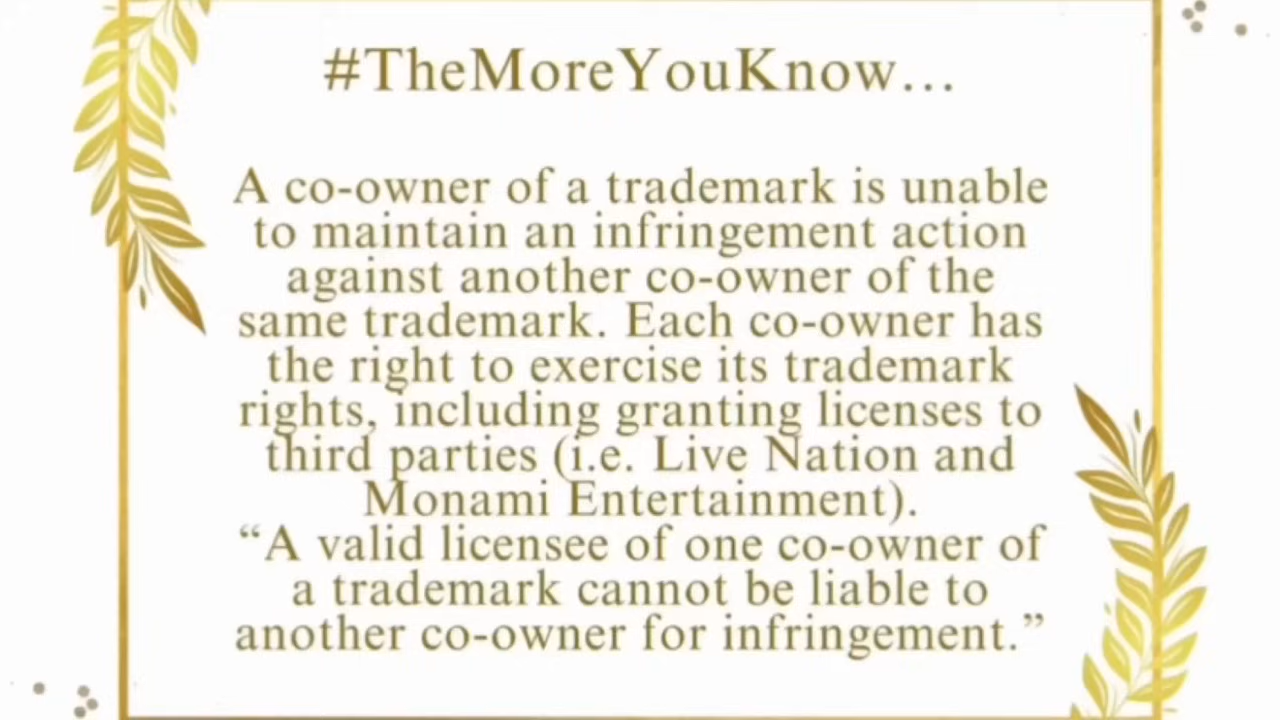 #TheMoreYouKnow...
A co-owner of a trademark is unable
to maintain an infringement action
against another co-owner of the
same trademark. Each co-owner has
the right to exercise its trademark
rights, including granting licenses to
third parties (i.e. Live Nation and
Monami Entertainment).
“A valid licensee of one co-owner of
a trademark cannot be liable to
another co-owner for infringement.”